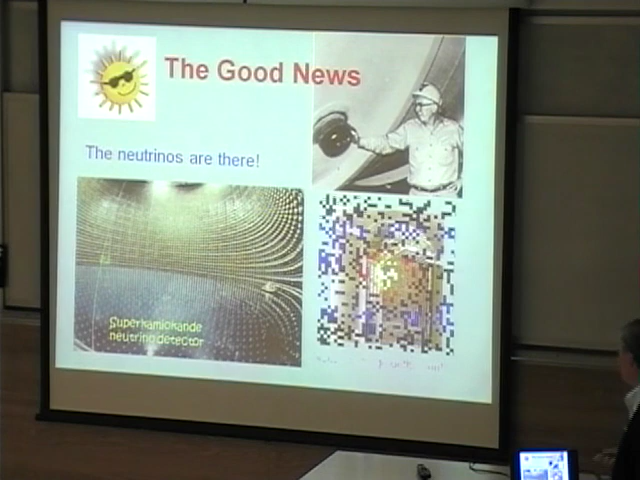 The Good News
The neutrinos are there!
Superkamiokande
neutrino detector